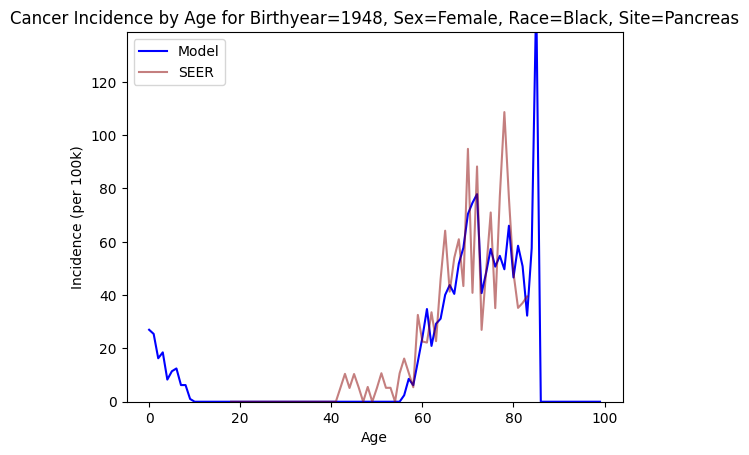 Cancer Incidence by Age for Birthyear=1948, Sex=Female, Race=Black, Site=Pancreas
Model
SEER
120
100
80
60
40
20
0
Incidence (per 100k)
0 20 40 60 80 100
Age